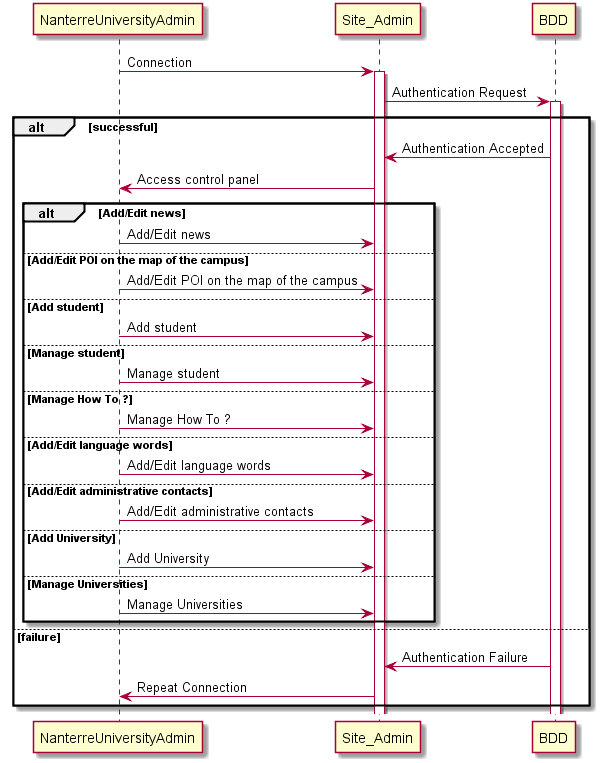 NanterreUniversityAdmin Site_Admin BDD
Connection
Authentication Request
alt [successful]
Authentication Accepted
Access control panel
alt [Add/Edit news]
Add/Edit news
[Add/Edit POI on the map of the campus]
Add/Edit POI on the map of the campus
[Add student]
Add student
[Manage student]
Manage student
[Manage How To ?]
Manage How To ?
[Add/Edit language words]
Add/Edit language words
[Add/Edit administrative contacts]
Add/Edit administrative contacts
[Add University]
Add University
[Manage Universities]
Manage Universities
[failure]
Authentication Failure
Repeat Connection
NanterreUniversityAdmin Site_Admin BDD